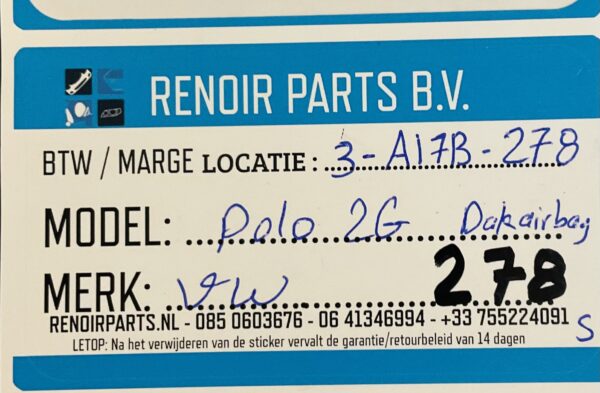 RENOIR PARTS B.V.
BTW / MARGE LOCATIE: 3-A17B-278
MODEL: Polo 2G Dakairbag
MERK: VW 278
RENOIRPARTS.NL - 085 0603676 - 06 41346994 - +33 755224091 S
LETOP: Na het verwijderen van de sticker vervalt de garantie/retourbeleid van 14 dagen